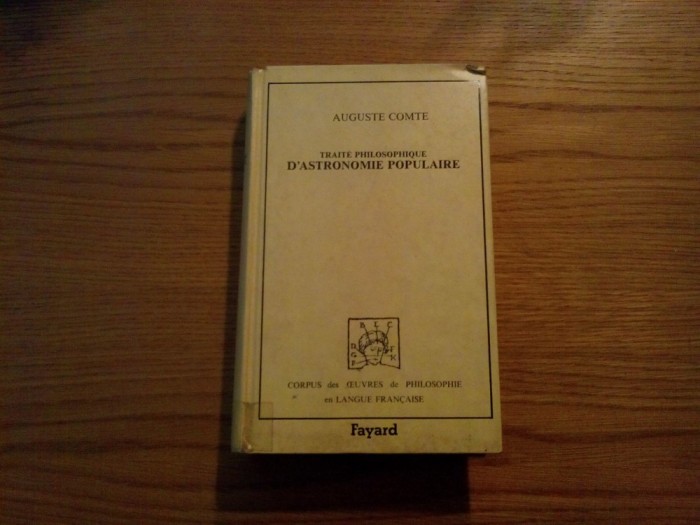 AUGUSTE COMTE
TRAITÉ PHILOSOPHIQUE
D'ASTRONOMIE POPULAIRE
B L C
CORPUS des ŒUVRES de PHILOSOPHIE
en LANGUE FRANÇAISE
Fayard